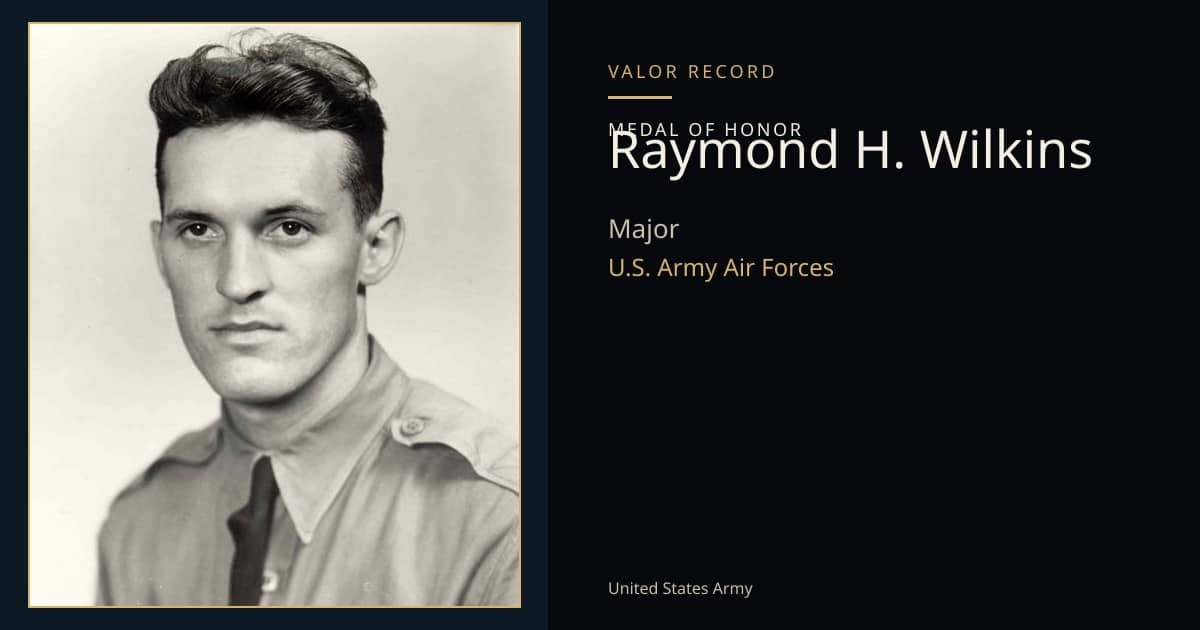 VALOR RECORD
MEDAL OF HONOR
Raymond H. Wilkins
Major
U.S. Army Air Forces
United States Army